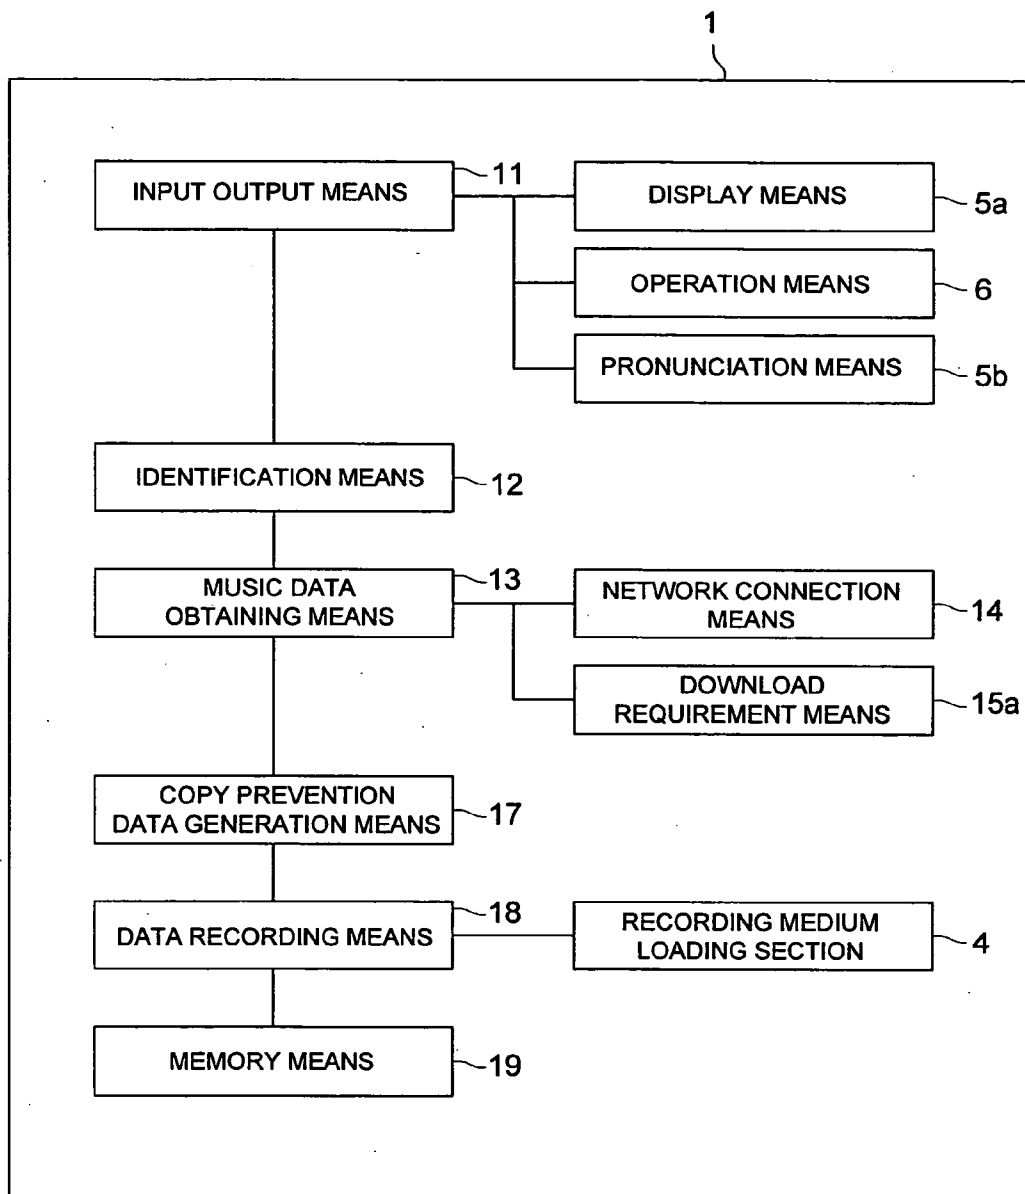 1
INPUT OUTPUT MEANS
11
DISPLAY MEANS
5a
OPERATION MEANS
6
PRONUNCIATION MEANS
5b
IDENTIFICATION MEANS
12
MUSIC DATA
OBTAINING MEANS
13
NETWORK CONNECTION
MEANS
14
DOWNLOAD
REQUIREMENT MEANS
15a
COPY PREVENTION
DATA GENERATION MEANS
17
DATA RECORDING MEANS
18
RECORDING MEDIUM
LOADING SECTION
4
MEMORY MEANS
19